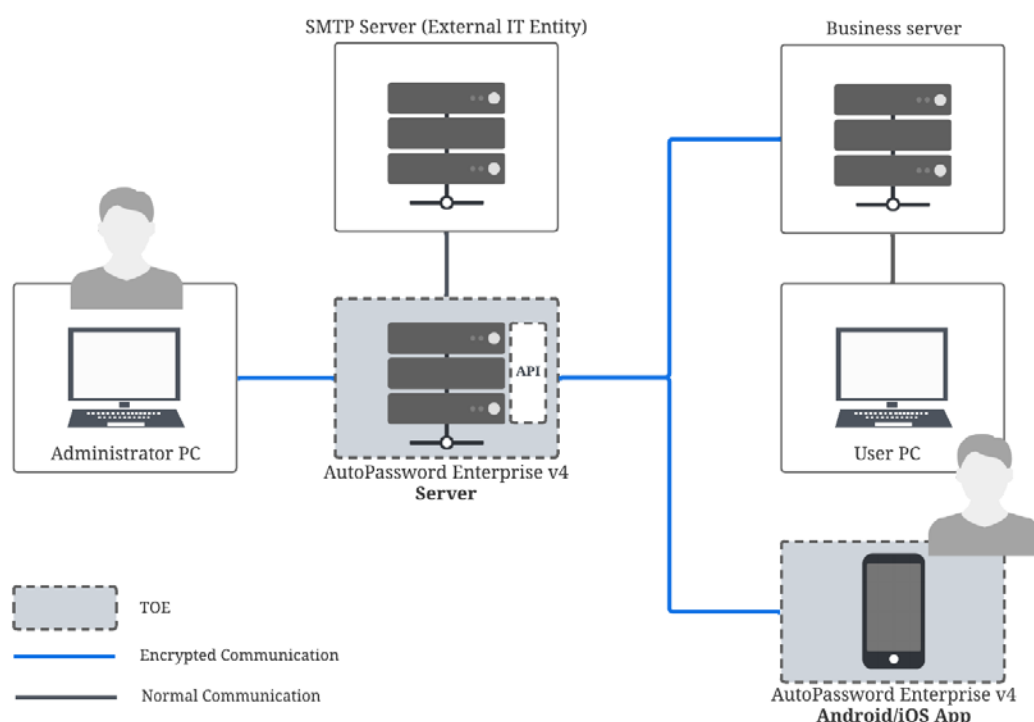 SMTP Server (External IT Entity)
Business server
API
Administrator PC
User PC
AutoPassword Enterprise v4
Server
TOE
Encrypted Communication
Normal Communication
AutoPassword Enterprise v4
Android/iOS App